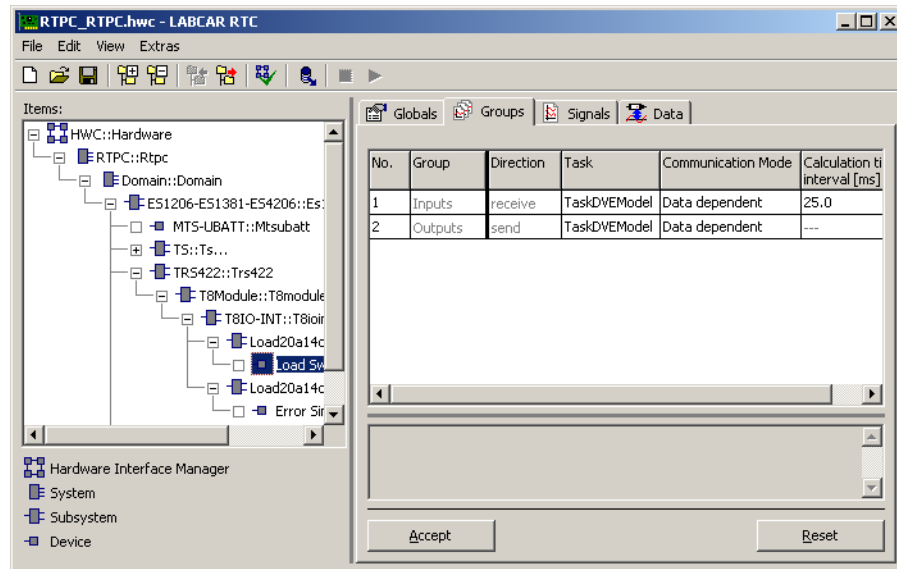 RTPC_RTPC.hwc - LABCAR RTC
File Edit View Extras
Items:
HWC::Hardware
RTPC::Rtpc
Domain::Domain
ES1206-ES1381-ES4206::Es:
MTS-UBATT::Mtsubatt
TS::Ts...
TRS422::Trs422
T8Module::T8module
T8IO-INT::T8ioir
Load20a14c
Load Sw
Load20a14c
Error Sir
Hardware Interface Manager
System
Subsystem
Device
Globals Groups Signals Data
No. Group Direction Task Communication Mode Calculation ti
interval [ms]
1 Inputs receive TaskDVEModel Data dependent 25.0
2 Outputs send TaskDVEModel Data dependent ---
Accept Reset